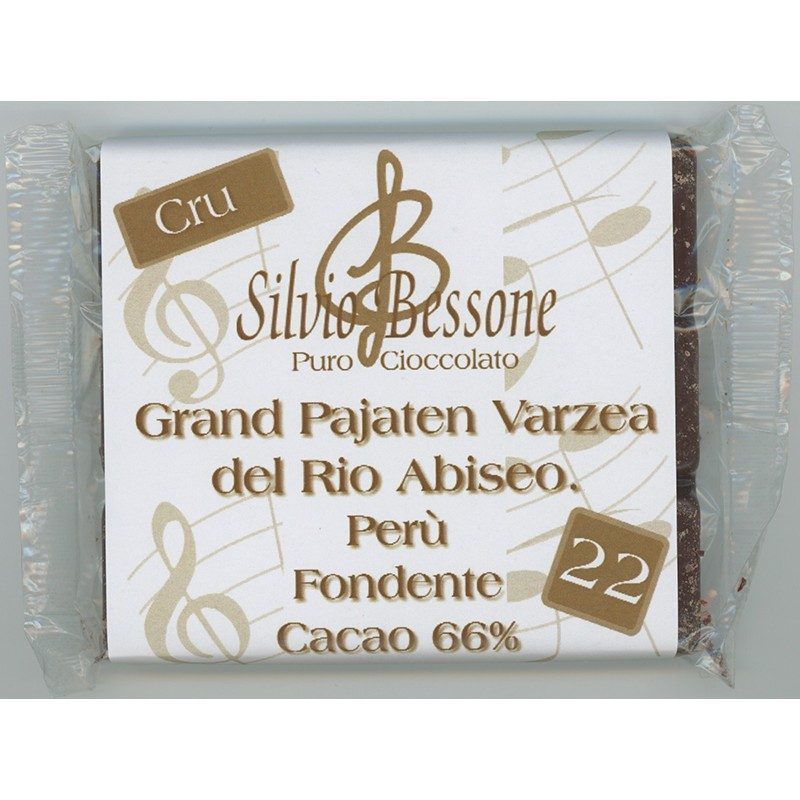 Cru
Silvio Bessone
Puro Cioccolato
Grand Pajaten Varzea
del Rio Abiseo.
Perù
Fondente
22
Cacao 66%